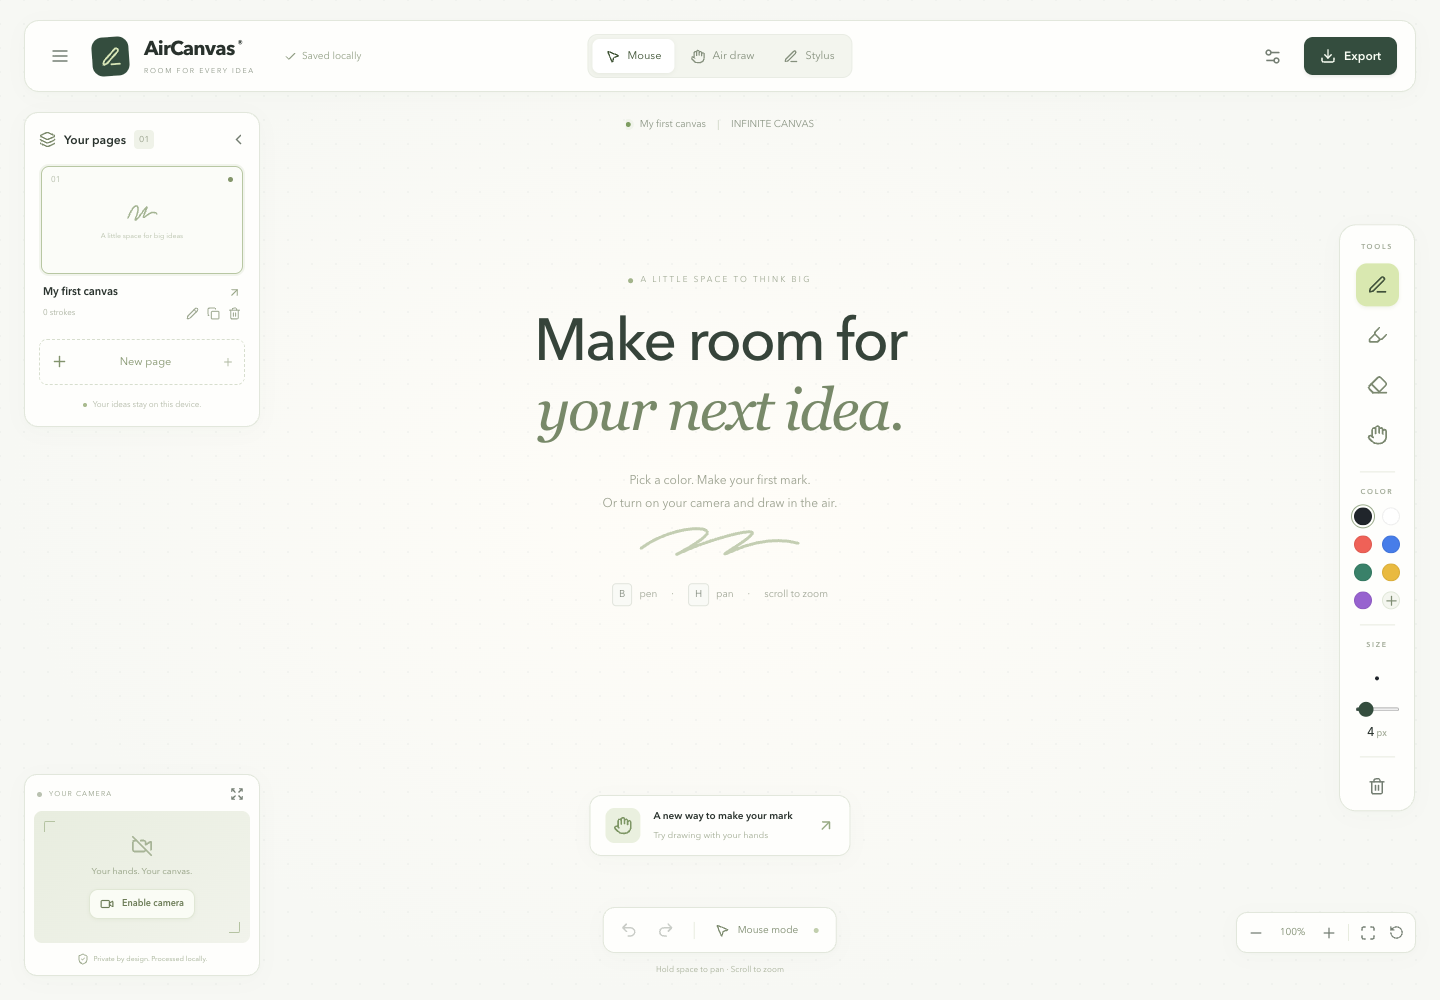 AirCanvas®
ROOM FOR EVERY IDEA
Saved locally
Mouse
Air draw
Stylus
Export
Your pages 01
01
A little space for big ideas
My first canvas
0 strokes
New page
Your ideas stay on this device.
My first canvas | INFINITE CANVAS
A LITTLE SPACE TO THINK BIG
Make room for
your next idea.
Pick a color. Make your first mark.
Or turn on your camera and draw in the air.
B pen · H pan · scroll to zoom
TOOLS
COLOR
SIZE
4 px
YOUR CAMERA
Your hands. Your canvas.
Enable camera
Private by design. Processed locally.
A new way to make your mark
Try drawing with your hands
Mouse mode
Hold space to pan · Scroll to zoom
100%